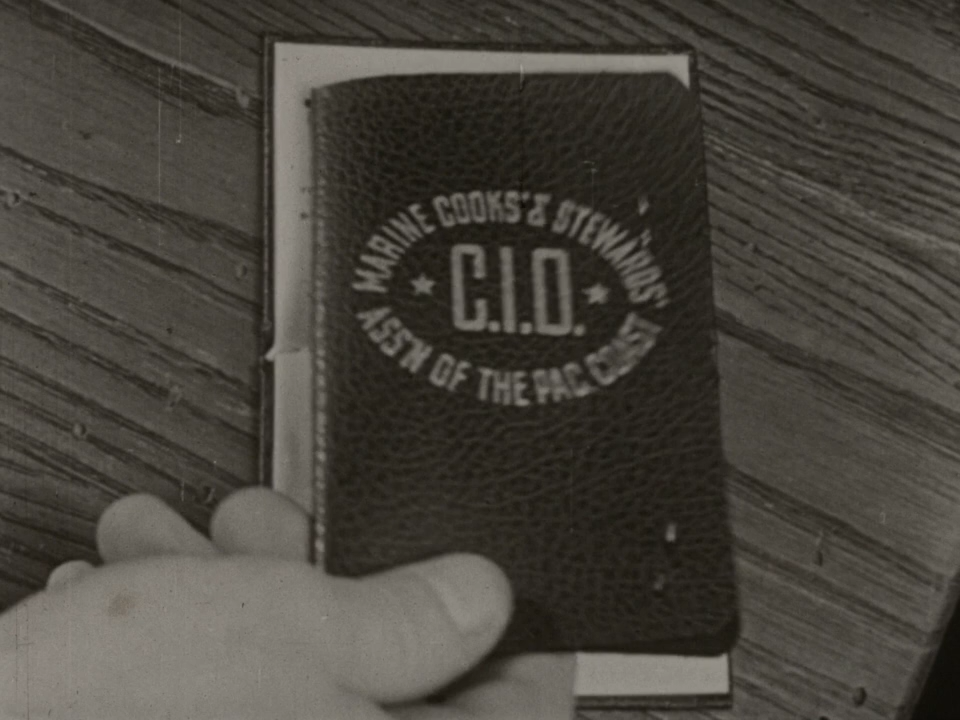 MARINE COOKS' & STEWARDS'
★ C.I.O. ★
ASS'N OF THE PAC COAST